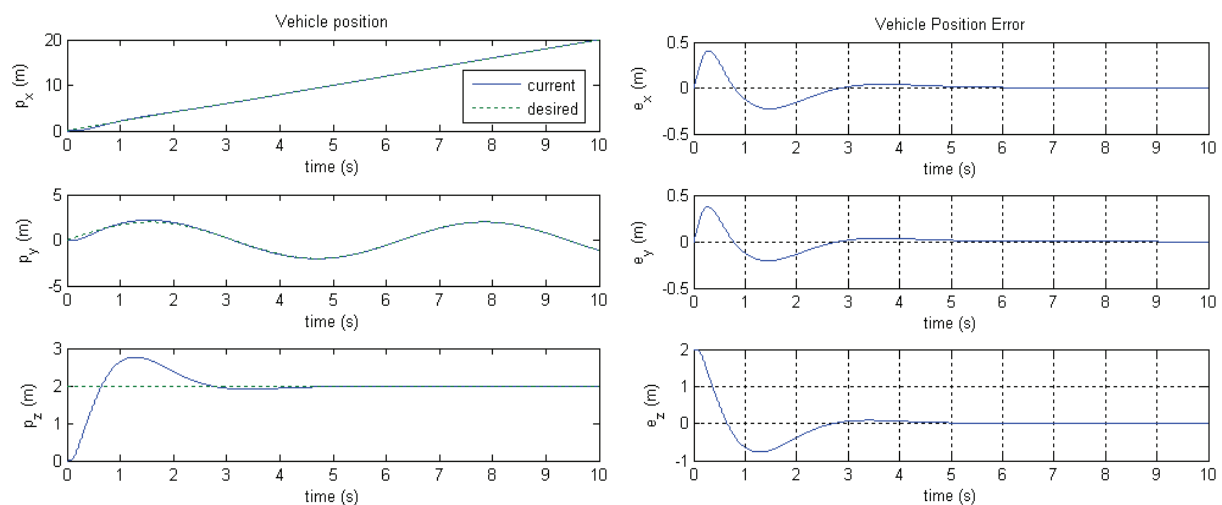 Vehicle position
20
10
0
p_x (m)
current
desired
0 1 2 3 4 5 6 7 8 9 10
time (s)
5
0
-5
p_y (m)
0 1 2 3 4 5 6 7 8 9 10
time (s)
3
2
1
0
p_z (m)
0 1 2 3 4 5 6 7 8 9 10
time (s)
Vehicle Position Error
0.5
0
-0.5
e_x (m)
0 1 2 3 4 5 6 7 8 9 10
time (s)
0.5
0
-0.5
e_y (m)
0 1 2 3 4 5 6 7 8 9 10
time (s)
2
1
0
-1
e_z (m)
0 1 2 3 4 5 6 7 8 9 10
time (s)